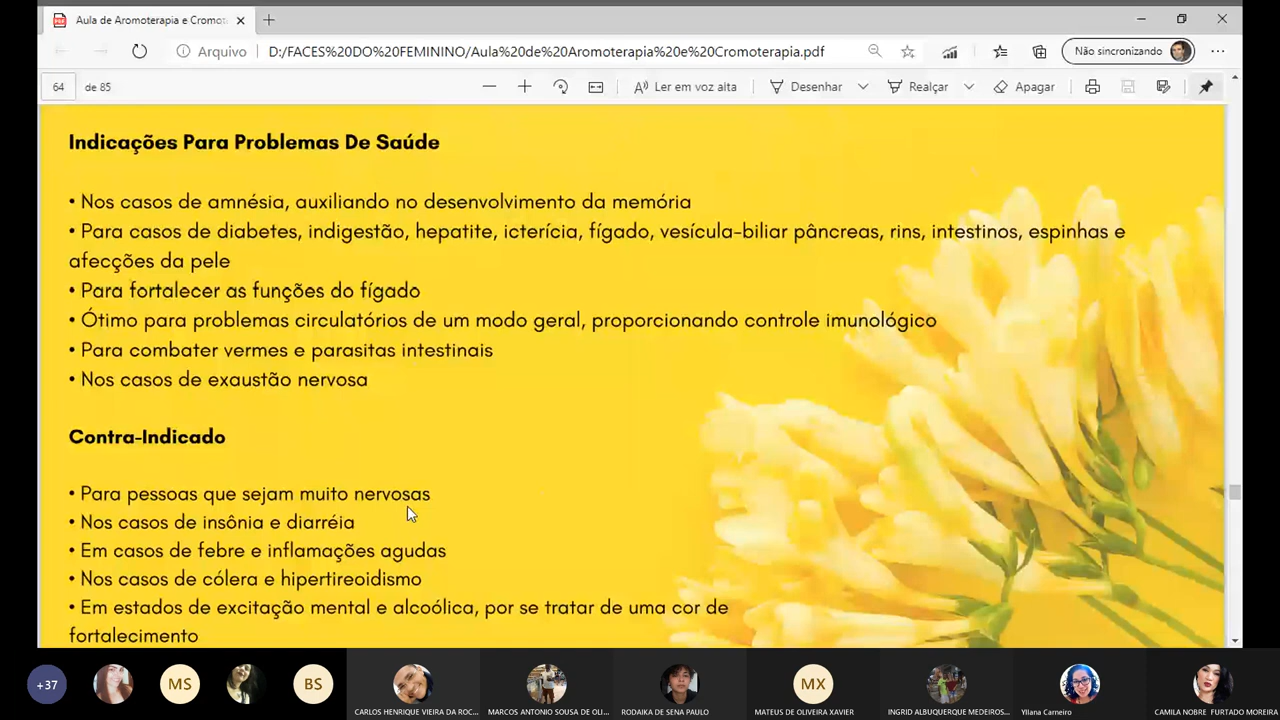 Aula de Aromoterapia e Cromot
Arquivo
D:/FACES%20DO%20FEMININO/Aula%20de%20Aromoterapia%20e%20Cromoterapia.pdf
Não sincronizando
64 de 85
Ler em voz alta
Desenhar
Realçar
Apagar
Indicações Para Problemas De Saúde
• Nos casos de amnésia, auxiliando no desenvolvimento da memória
• Para casos de diabetes, indigestão, hepatite, icterícia, fígado, vesícula-biliar pâncreas, rins, intestinos, espinhas e
afecções da pele
• Para fortalecer as funções do fígado
• Ótimo para problemas circulatórios de um modo geral, proporcionando controle imunológico
• Para combater vermes e parasitas intestinais
• Nos casos de exaustão nervosa
Contra-Indicado
• Para pessoas que sejam muito nervosas
• Nos casos de insônia e diarréia
• Em casos de febre e inflamações agudas
• Nos casos de cólera e hipertireoidismo
• Em estados de excitação mental e alcoólica, por se tratar de uma cor de
fortalecimento
+37
MS
BS
MX
CARLOS HENRIQUE VIEIRA DA ROC...
MARCOS ANTONIO SOUSA DE OLI...
RODAIKA DE SENA PAULO
MATEUS DE OLIVEIRA XAVIER
INGRID ALBUQUERQUE MEDEIROS...
Yllana Carneiro
CAMILA NOBRE FURTADO MOREIRA